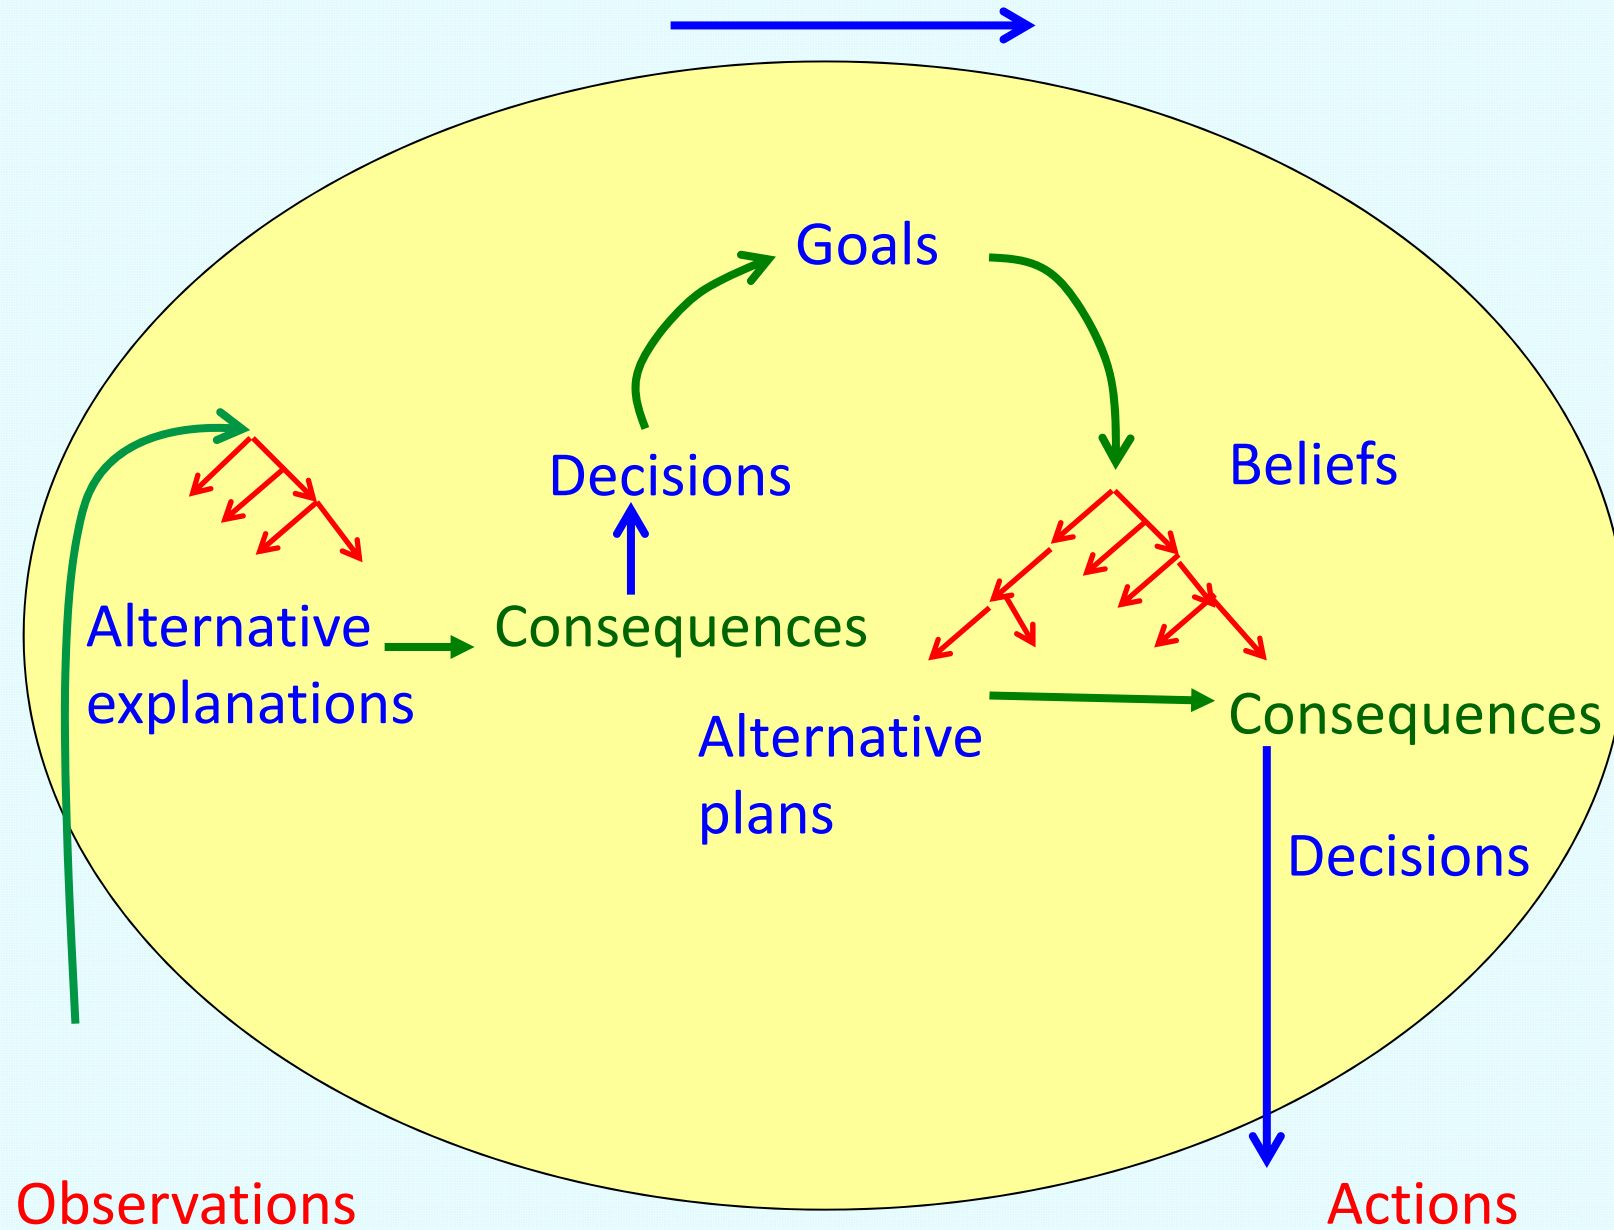 Goals
Decisions
Beliefs
Alternative
explanations
Consequences
Alternative
plans
Consequences
Decisions
Observations
Actions